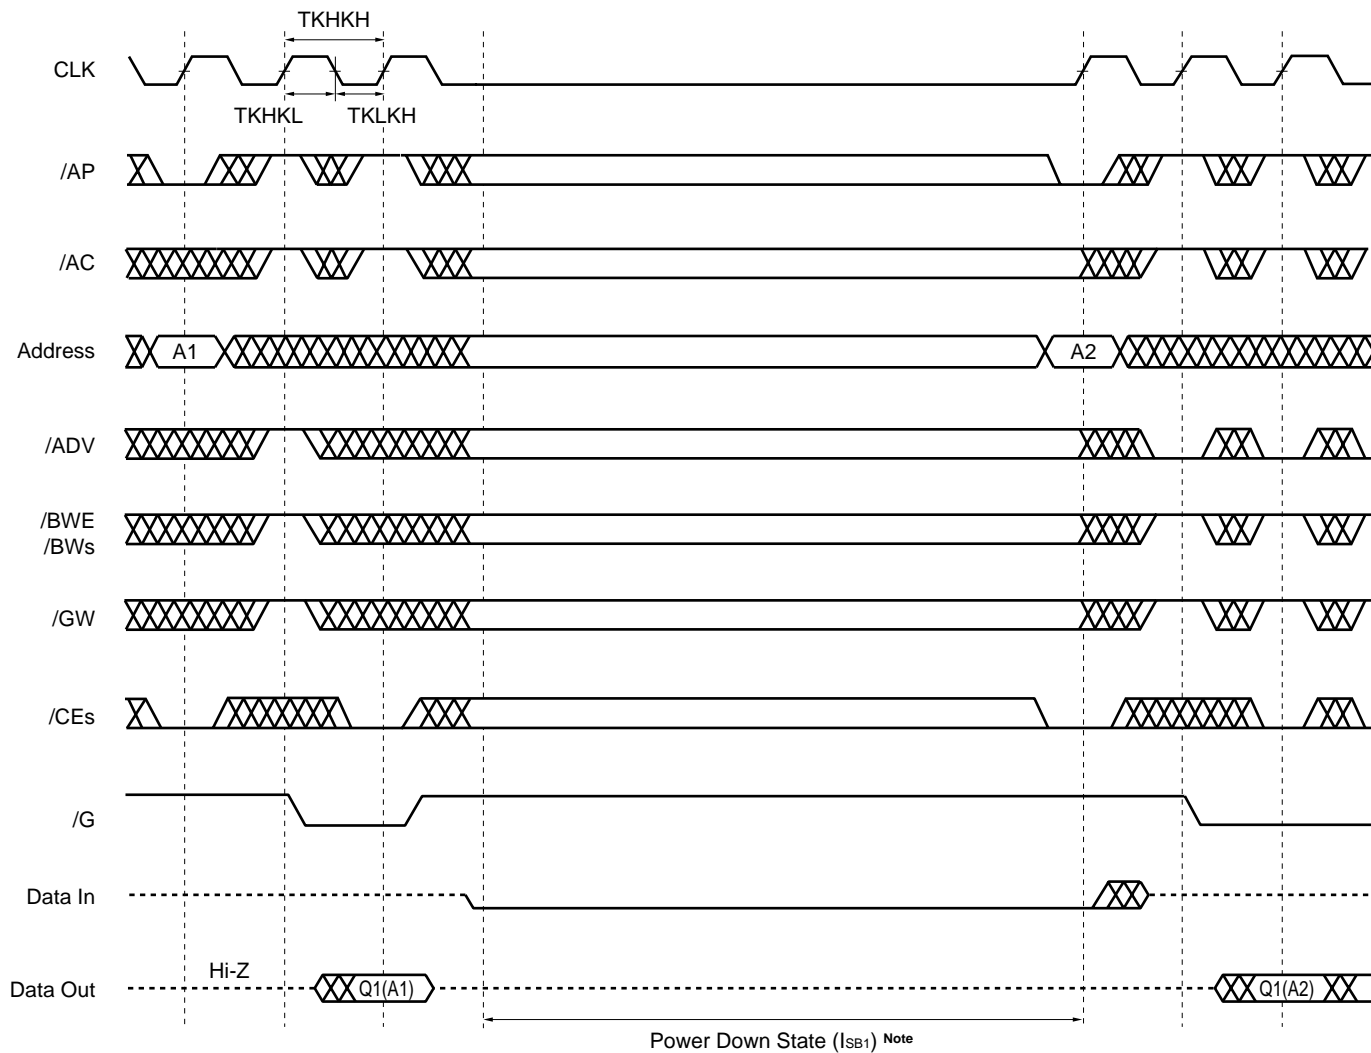 TKHKH
CLK
TKHKL
TKLKH
/AP
/AC
Address
A1
A2
/ADV
/BWE
/BWs
/GW
/CEs
/G
Data In
Hi-Z
Data Out
Q1(A1)
Q1(A2)
Power Down State (ISB1) Note